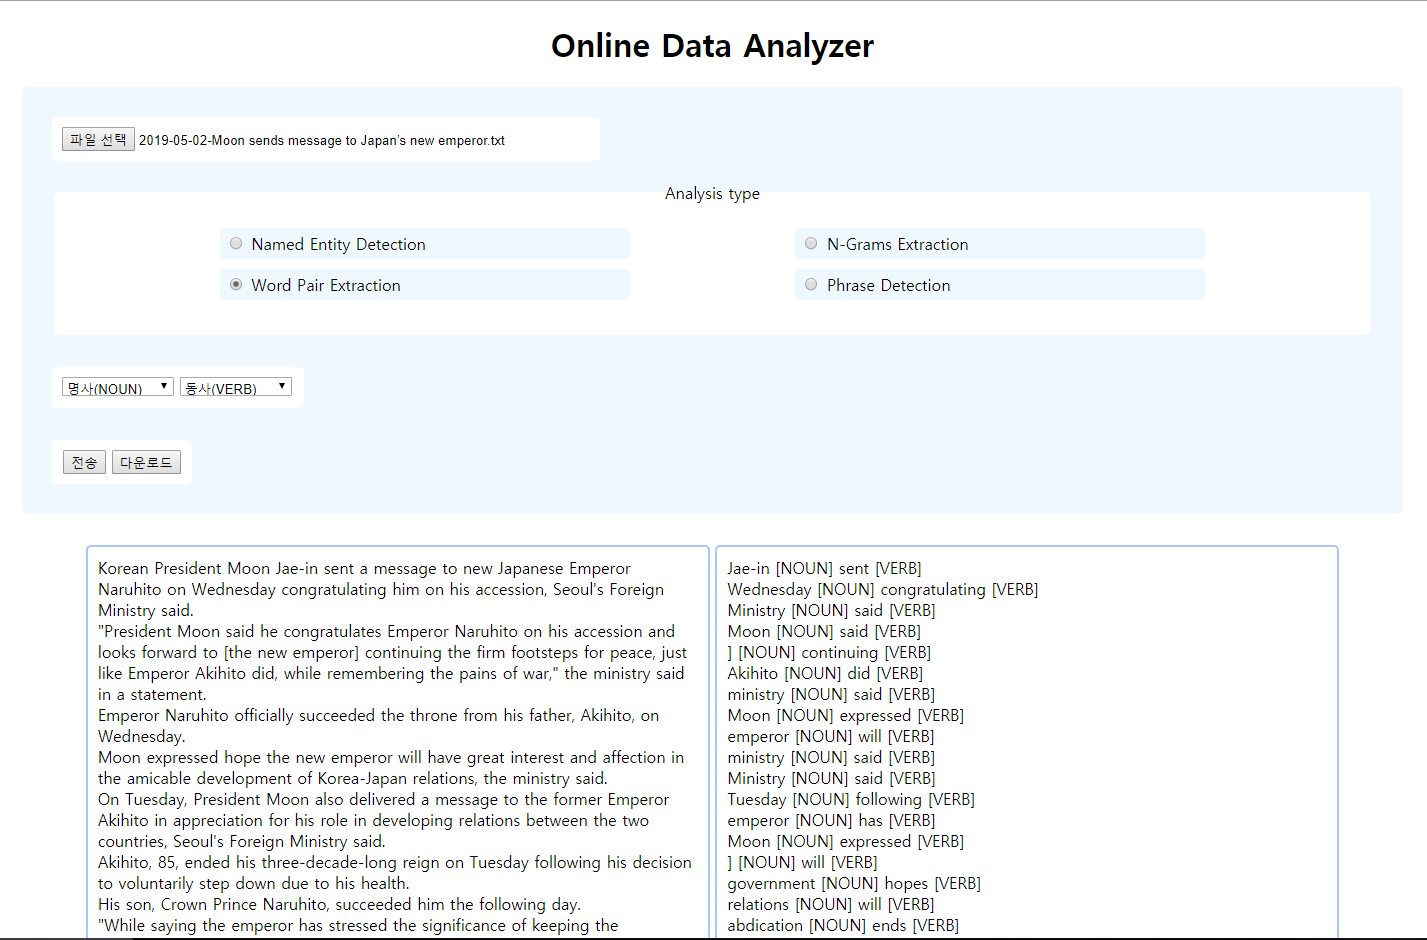 Online Data Analyzer
파일 선택 2019-05-02-Moon sends message to Japan's new emperor.txt
Analysis type
Named Entity Detection
N-Grams Extraction
Word Pair Extraction
Phrase Detection
명사(NOUN) 동사(VERB)
전송 다운로드
Korean President Moon Jae-in sent a message to new Japanese Emperor
Naruhito on Wednesday congratulating him on his accession, Seoul's Foreign
Ministry said.
"President Moon said he congratulates Emperor Naruhito on his accession and
looks forward to [the new emperor] continuing the firm footsteps for peace, just
like Emperor Akihito did, while remembering the pains of war," the ministry said
in a statement.
Emperor Naruhito officially succeeded the throne from his father, Akihito, on
Wednesday.
Moon expressed hope the new emperor will have great interest and affection in
the amicable development of Korea-Japan relations, the ministry said.
On Tuesday, President Moon also delivered a message to the former Emperor
Akihito in appreciation for his role in developing relations between the two
countries, Seoul's Foreign Ministry said.
Akihito, 85, ended his three-decade-long reign on Tuesday following his decision
to voluntarily step down due to his health.
His son, Crown Prince Naruhito, succeeded him the following day.
"While saying the emperor has stressed the significance of keeping the
Jae-in [NOUN] sent [VERB]
Wednesday [NOUN] congratulating [VERB]
Ministry [NOUN] said [VERB]
Moon [NOUN] said [VERB]
] [NOUN] continuing [VERB]
Akihito [NOUN] did [VERB]
ministry [NOUN] said [VERB]
Moon [NOUN] expressed [VERB]
emperor [NOUN] will [VERB]
ministry [NOUN] said [VERB]
Ministry [NOUN] said [VERB]
Tuesday [NOUN] following [VERB]
emperor [NOUN] has [VERB]
Moon [NOUN] expressed [VERB]
] [NOUN] will [VERB]
government [NOUN] hopes [VERB]
relations [NOUN] will [VERB]
abdication [NOUN] ends [VERB]